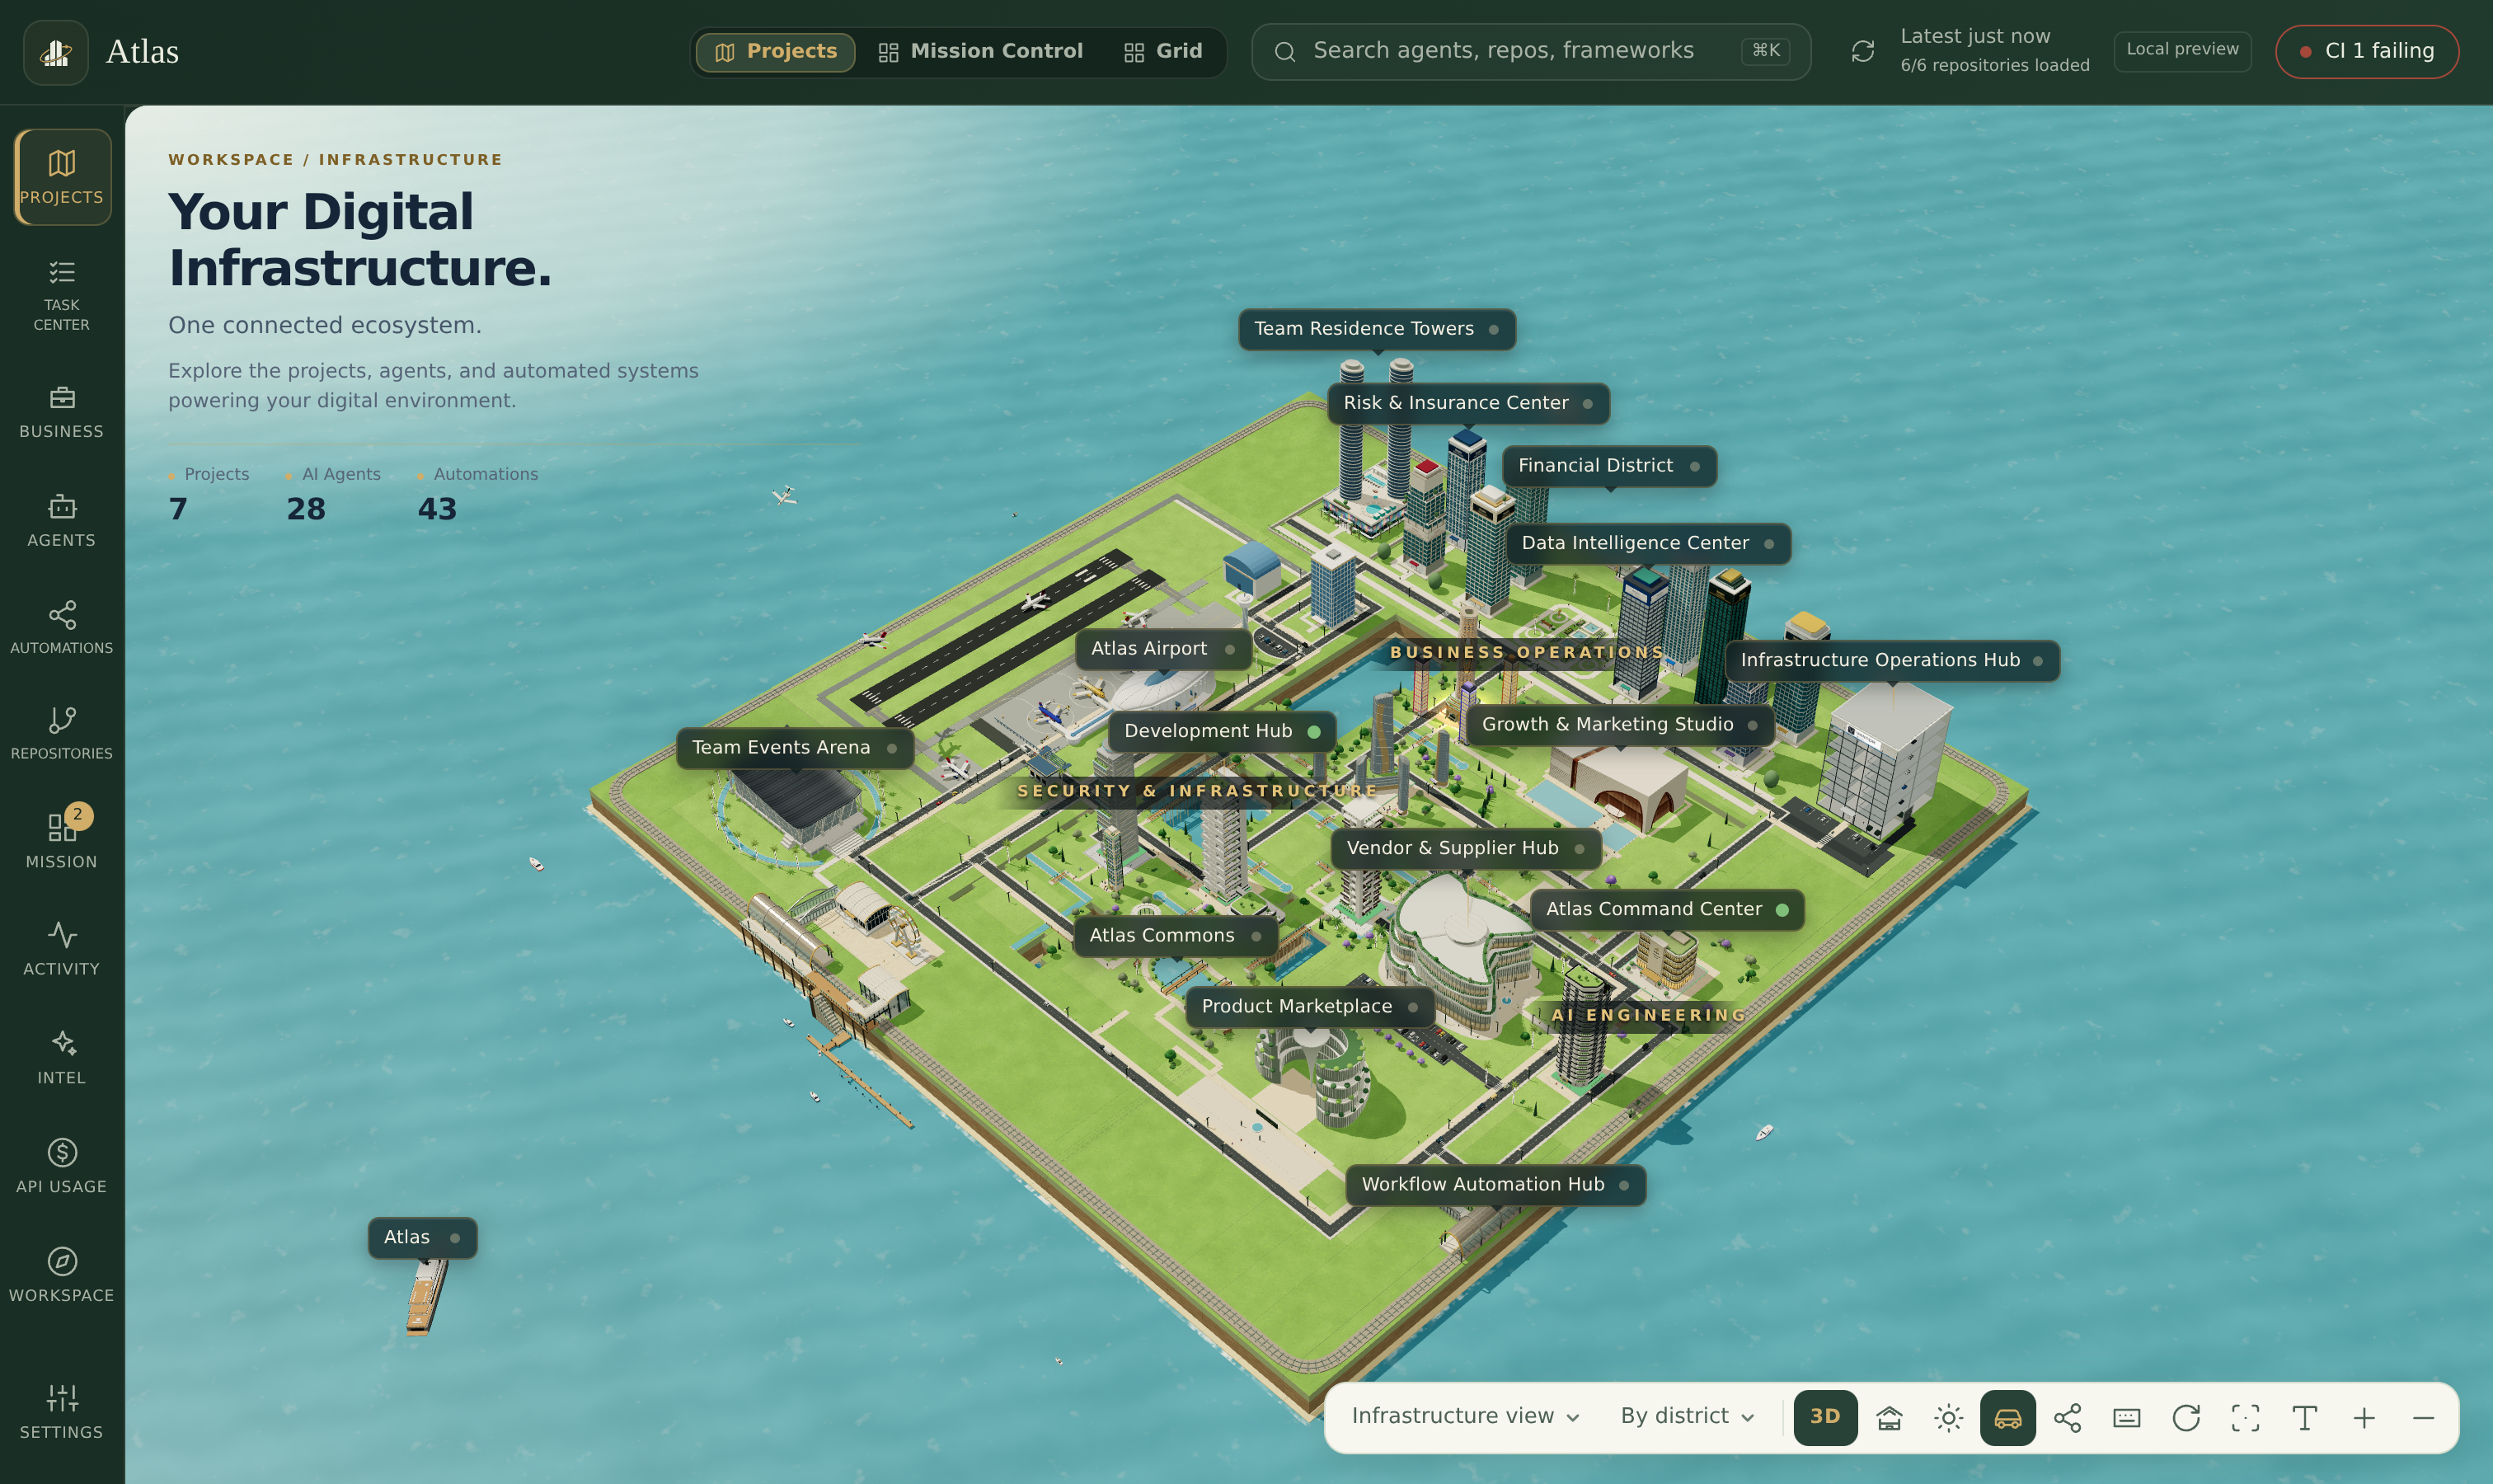 Atlas
Projects
Mission Control
Grid
Search agents, repos, frameworks
⌘K
Latest just now
6/6 repositories loaded
Local preview
CI 1 failing
PROJECTS
TASK
CENTER
BUSINESS
AGENTS
AUTOMATIONS
REPOSITORIES
2
MISSION
ACTIVITY
INTEL
API USAGE
WORKSPACE
SETTINGS
WORKSPACE / INFRASTRUCTURE
Your Digital
Infrastructure.
One connected ecosystem.
Explore the projects, agents, and automated systems
powering your digital environment.
Projects
7
AI Agents
28
Automations
43
Team Residence Towers
Risk & Insurance Center
Financial District
Data Intelligence Center
Atlas Airport
BUSINESS OPERATIONS
Infrastructure Operations Hub
Team Events Arena
Development Hub
Growth & Marketing Studio
SECURITY & INFRASTRUCTURE
Vendor & Supplier Hub
Atlas Commons
Atlas Command Center
Product Marketplace
AI ENGINEERING
Workflow Automation Hub
Atlas
Infrastructure view
By district
3D